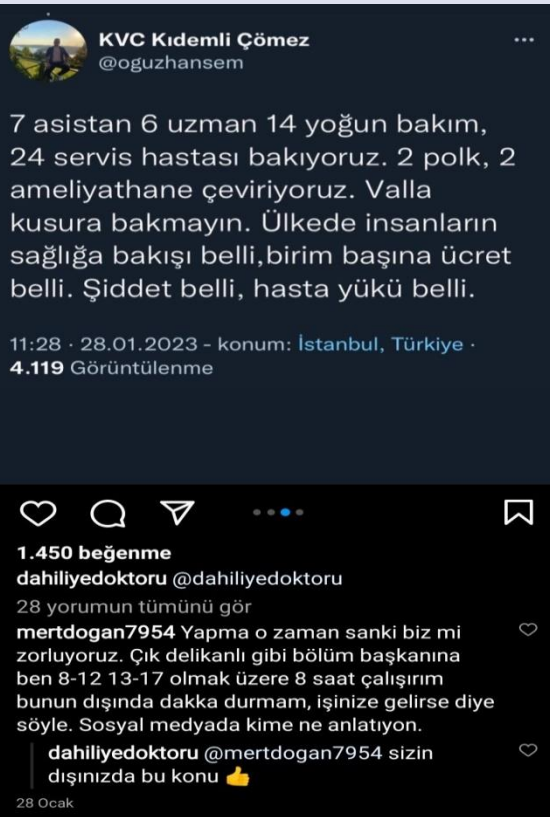 KVC Kıdemli Çömez
@oguzhansem
7 asistan 6 uzman 14 yoğun bakım,
24 servis hastası bakıyoruz. 2 polk, 2
ameliyathane çeviriyoruz. Valla
kusura bakmayın. Ülkede insanların
sağlığa bakışı belli,birim başına ücret
belli. Şiddet belli, hasta yükü belli.
11:28 · 28.01.2023 - konum: İstanbul, Türkiye ·
4.119 Görüntülenme
1.450 beğenme
dahiliyedoktoru @dahiliyedoktoru
28 yorumun tümünü gör
mertdogan7954 Yapma o zaman sanki biz mi
zorluyoruz. Çık delikanlı gibi bölüm başkanına
ben 8-12 13-17 olmak üzere 8 saat çalışırım
bunun dışında dakka durmam, işinize gelirse diye
söyle. Sosyal medyada kime ne anlatıyon.
dahiliyedoktoru @mertdogan7954 sizin
dışınızda bu konu 👍
28 Ocak